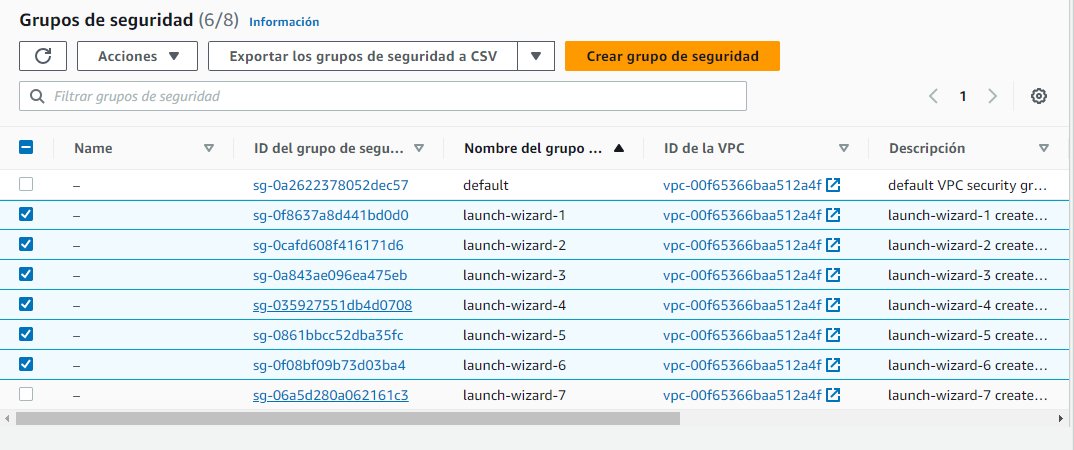 Grupos de seguridad (6/8) Información
Acciones Exportar los grupos de seguridad a CSV Crear grupo de seguridad
Filtrar grupos de seguridad 1
Name ID del grupo de segu... Nombre del grupo ... ID de la VPC Descripción
– sg-0a2622378052dec57 default vpc-00f65366baa512a4f default VPC security gr...
– sg-0f8637a8d441bd0d0 launch-wizard-1 vpc-00f65366baa512a4f launch-wizard-1 create...
– sg-0cafd608f416171d6 launch-wizard-2 vpc-00f65366baa512a4f launch-wizard-2 create...
– sg-0a843ae096ea475eb launch-wizard-3 vpc-00f65366baa512a4f launch-wizard-3 create...
– sg-035927551db4d0708 launch-wizard-4 vpc-00f65366baa512a4f launch-wizard-4 create...
– sg-0861bbcc52dba35fc launch-wizard-5 vpc-00f65366baa512a4f launch-wizard-5 create...
– sg-0f08bf09b73d03ba4 launch-wizard-6 vpc-00f65366baa512a4f launch-wizard-6 create...
– sg-06a5d280a062161c3 launch-wizard-7 vpc-00f65366baa512a4f launch-wizard-7 create...